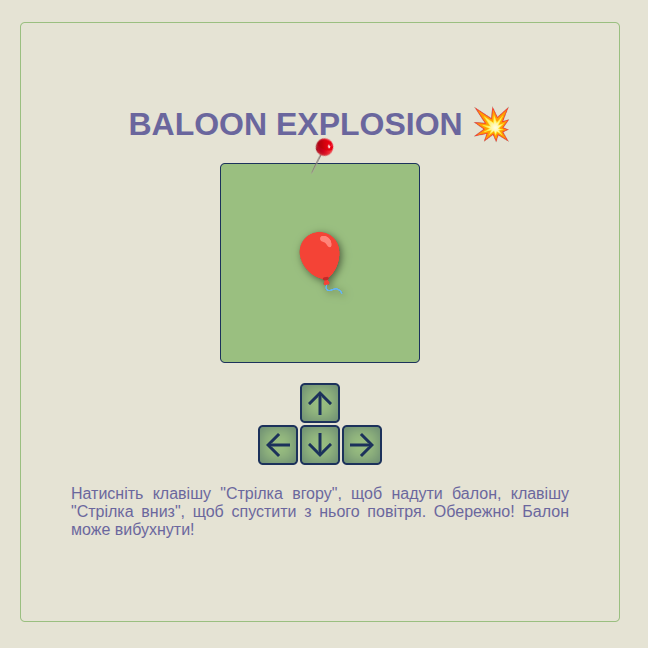 BALOON EXPLOSION 💥
Натисніть клавішу "Стрілка вгору", щоб надути балон, клавішу
"Стрілка вниз", щоб спустити з нього повітря. Обережно! Балон
може вибухнути!